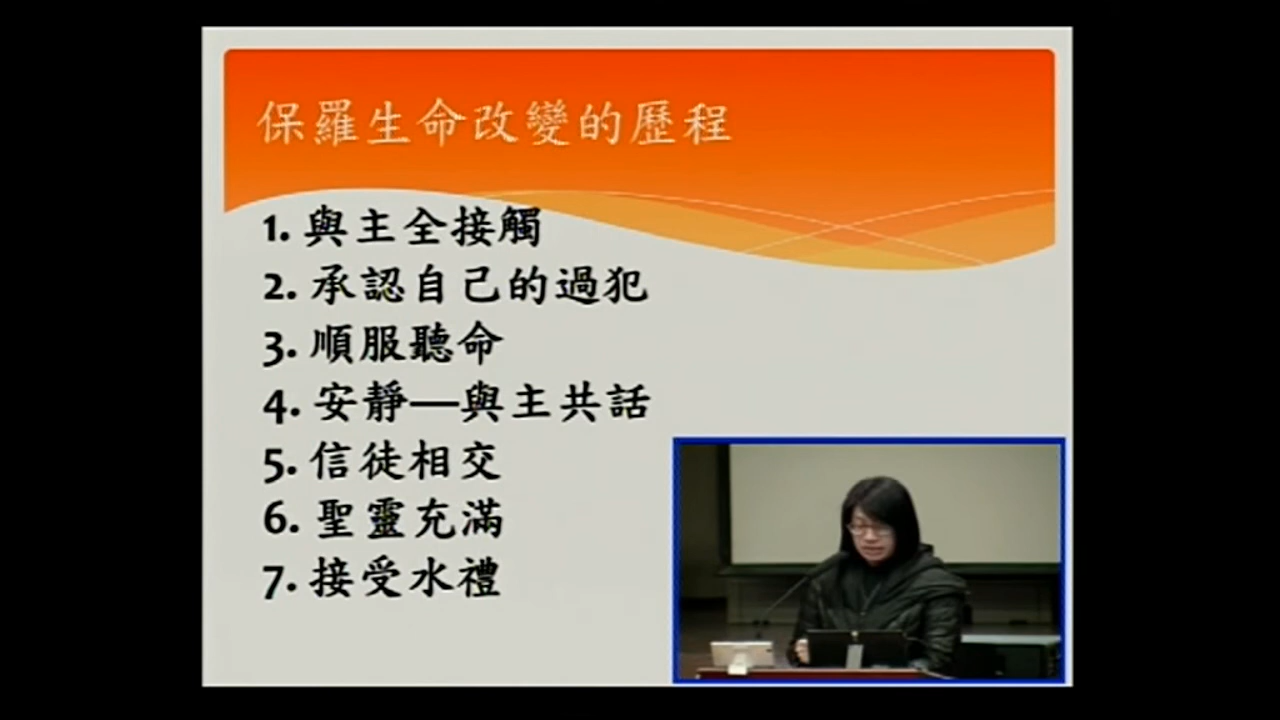 保羅生命改變的歷程
1. 與主全接觸
2. 承認自己的過犯
3. 順服聽命
4. 安靜—與主共話
5. 信徒相交
6. 聖靈充滿
7. 接受水禮